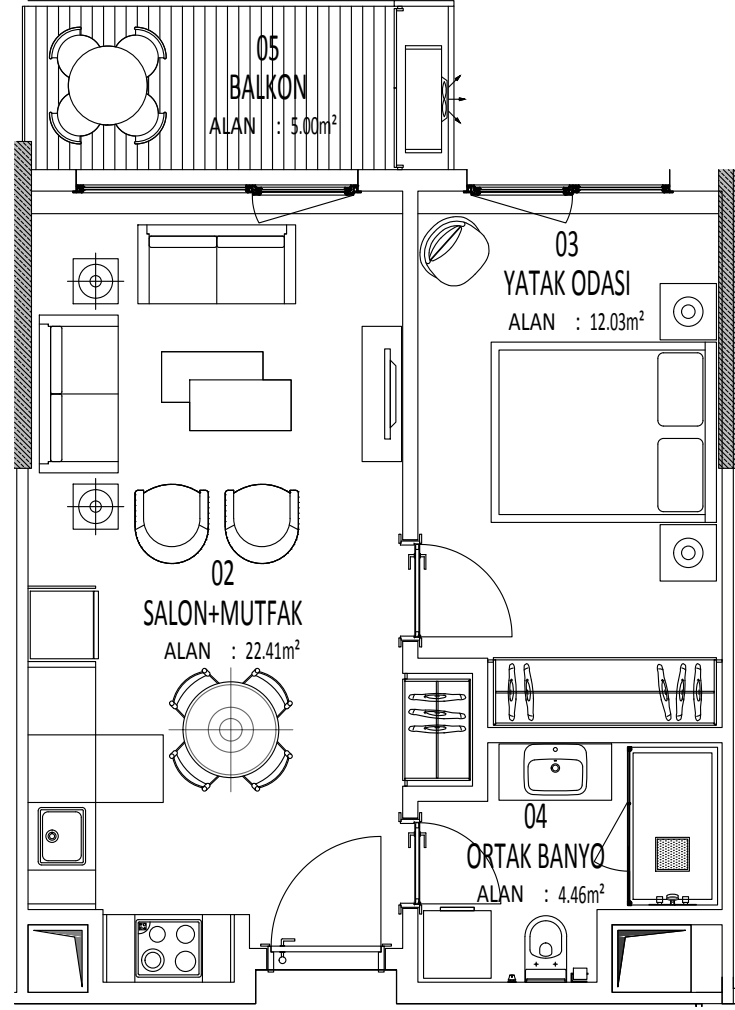 05
BALKON
ALAN : 5.00m²
03
YATAK ODASI
ALAN : 12.03m²
02
SALON+MUTFAK
ALAN : 22.41m²
04
ORTAK BANYO
ALAN : 4.46m²